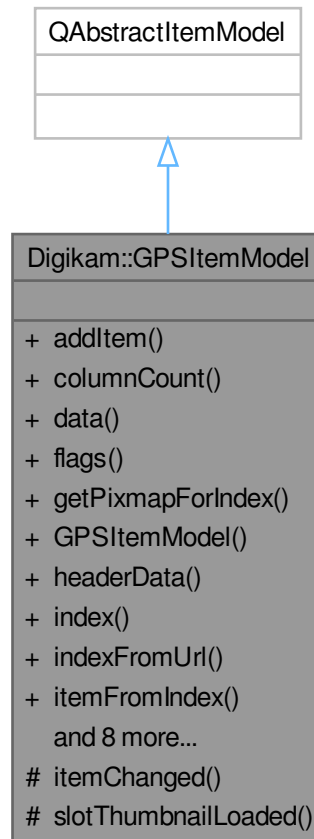 QAbstractItemModel
Digikam::GPSItemModel
+ addItem()
+ columnCount()
+ data()
+ flags()
+ getPixmapForIndex()
+ GPSItemModel()
+ headerData()
+ index()
+ indexFromUrl()
+ itemFromIndex()
and 8 more...
# itemChanged()
# slotThumbnailLoaded()